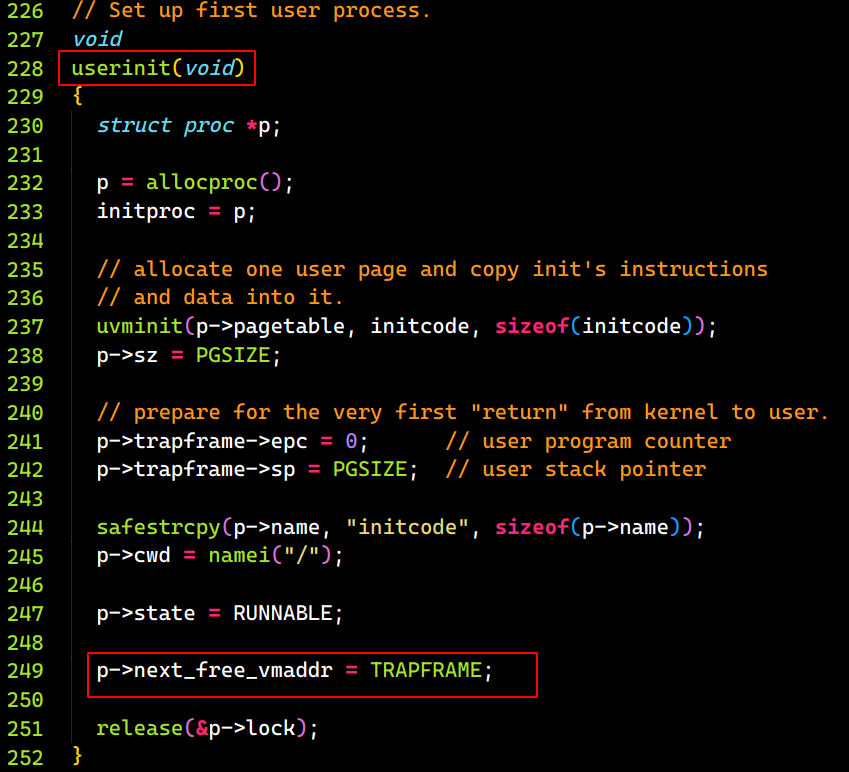 226 // Set up first user process.
227 void
228 userinit(void)
229 {
230   struct proc *p;
231
232   p = allocproc();
233   initproc = p;
234
235   // allocate one user page and copy init's instructions
236   // and data into it.
237   uvminit(p->pagetable, initcode, sizeof(initcode));
238   p->sz = PGSIZE;
239
240   // prepare for the very first "return" from kernel to user.
241   p->trapframe->epc = 0;      // user program counter
242   p->trapframe->sp = PGSIZE;  // user stack pointer
243
244   safestrcpy(p->name, "initcode", sizeof(p->name));
245   p->cwd = namei("/");
246
247   p->state = RUNNABLE;
248
249   p->next_free_vmaddr = TRAPFRAME;
250
251   release(&p->lock);
252 }